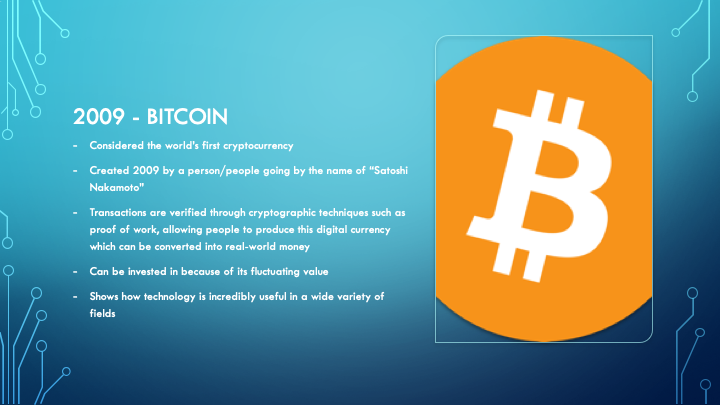 2009 - BITCOIN
- Considered the world's first cryptocurrency
- Created 2009 by a person/people going by the name of "Satoshi
Nakamoto"
- Transactions are verified through cryptographic techniques such as
proof of work, allowing people to produce this digital currency
which can be converted into real-world money
- Can be invested in because of its fluctuating value
- Shows how technology is incredibly useful in a wide variety of
fields